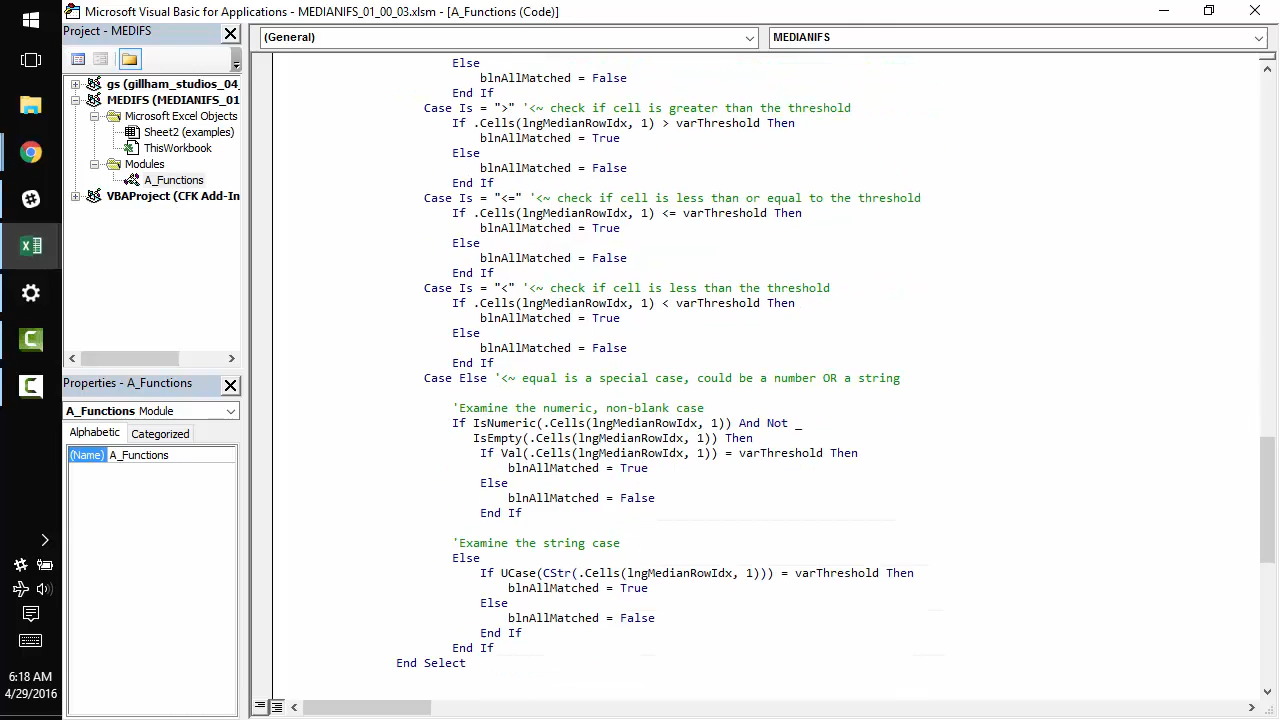 Microsoft Visual Basic for Applications - MEDIANIFS_01_00_03.xlsm - [A_Functions (Code)]
Project - MEDIFS
gs (gillham_studios_04_
MEDIFS (MEDIANIFS_01
Microsoft Excel Objects
Sheet2 (examples)
ThisWorkbook
Modules
A_Functions
VBAProject (CFK Add-In
Properties - A_Functions
A_Functions Module
Alphabetic Categorized
(Name) A_Functions
(General) MEDIANIFS
Else
blnAllMatched = False
End If
Case Is = ">" '<~ check if cell is greater than the threshold
If .Cells(lngMedianRowIdx, 1) > varThreshold Then
blnAllMatched = True
Else
blnAllMatched = False
End If
Case Is = "<=" '<~ check if cell is less than or equal to the threshold
If .Cells(lngMedianRowIdx, 1) <= varThreshold Then
blnAllMatched = True
Else
blnAllMatched = False
End If
Case Is = "<" '<~ check if cell is less than the threshold
If .Cells(lngMedianRowIdx, 1) < varThreshold Then
blnAllMatched = True
Else
blnAllMatched = False
End If
Case Else '<~ equal is a special case, could be a number OR a string
'Examine the numeric, non-blank case
If IsNumeric(.Cells(lngMedianRowIdx, 1)) And Not _
IsEmpty(.Cells(lngMedianRowIdx, 1)) Then
If Val(.Cells(lngMedianRowIdx, 1)) = varThreshold Then
blnAllMatched = True
Else
blnAllMatched = False
End If
'Examine the string case
Else
If UCase(CStr(.Cells(lngMedianRowIdx, 1))) = varThreshold Then
blnAllMatched = True
Else
blnAllMatched = False
End If
End If
End Select
6:18 AM
4/29/2016